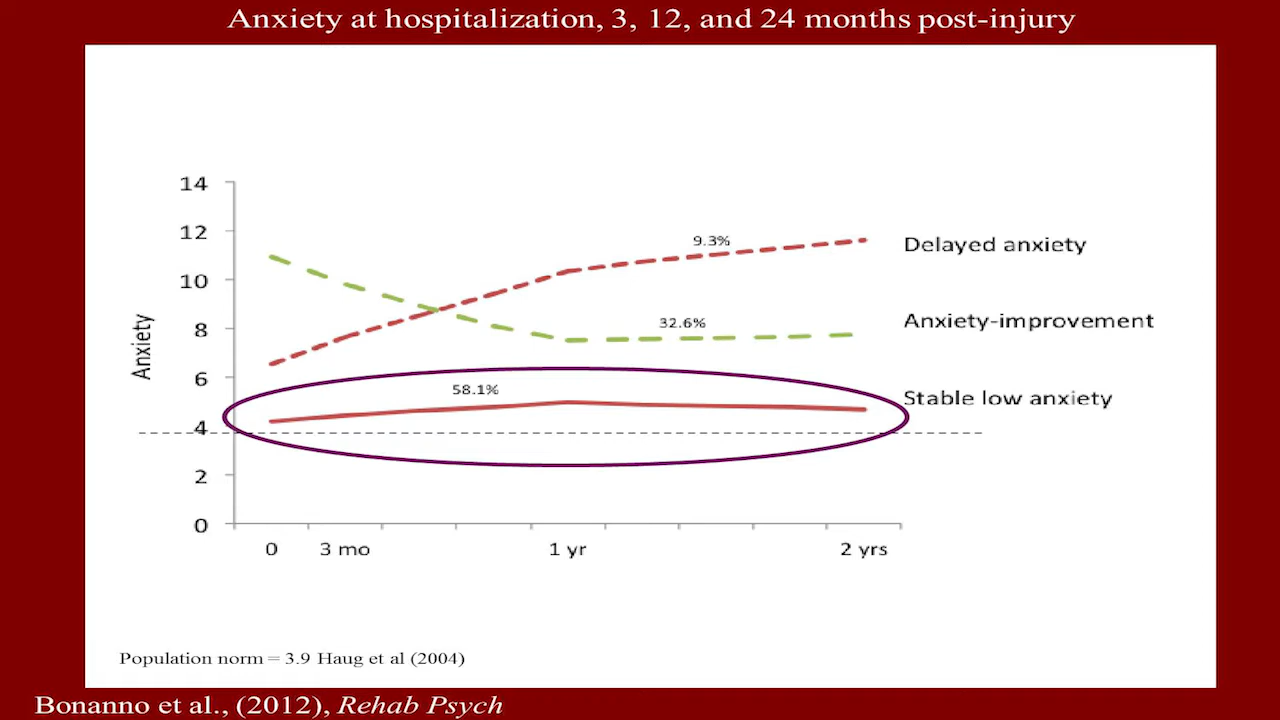 Anxiety at hospitalization, 3, 12, and 24 months post-injury
14
12
10
8
6
4
2
0
Anxiety
9.3%
Delayed anxiety
32.6%
Anxiety-improvement
58.1%
Stable low anxiety
0 3 mo 1 yr 2 yrs
Population norm = 3.9 Haug et al (2004)
Bonanno et al., (2012), Rehab Psych